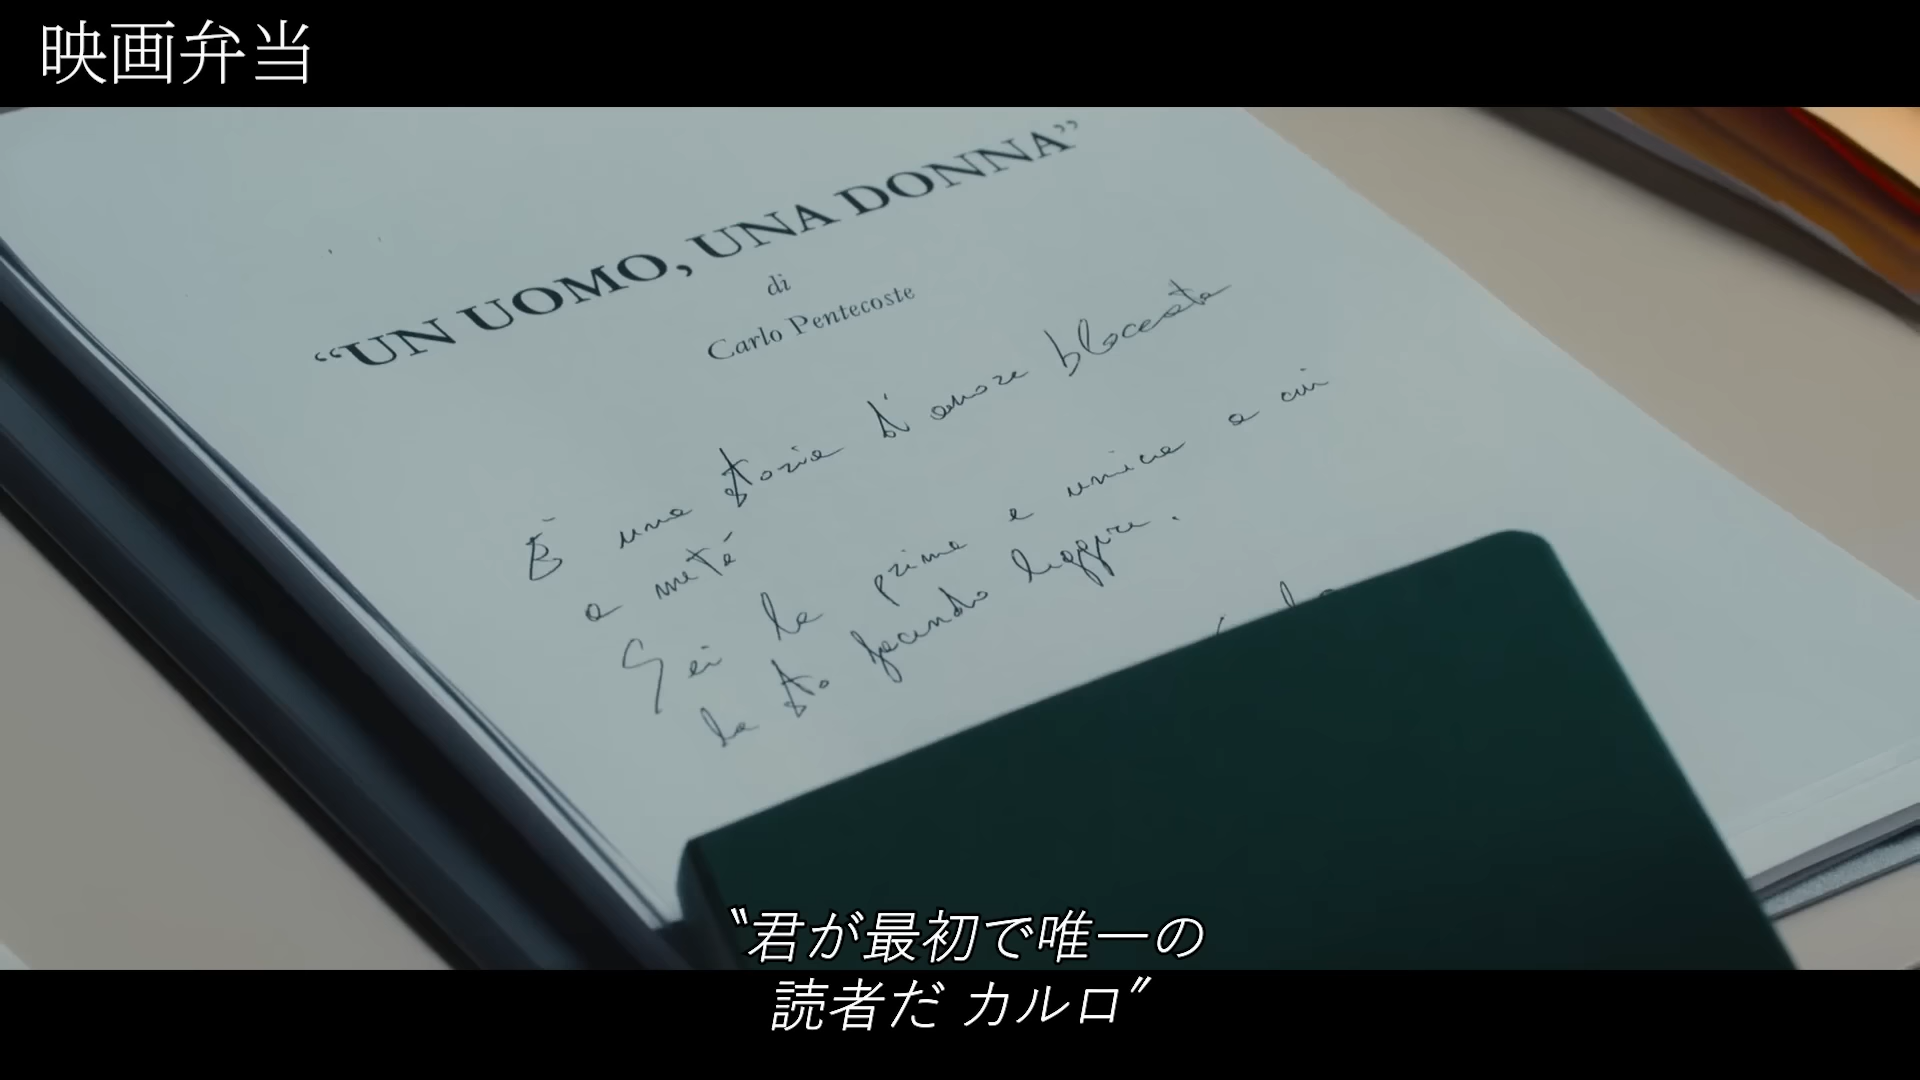 映画弁当
“UN UOMO, UNA DONNA”
di
Carlo Pentecoste
È una storia d'amore bloccata
a metà
Sei la prima e unica a cui
la sto facendo leggere.
〝君が最初で唯一の
読者だ カルロ〞